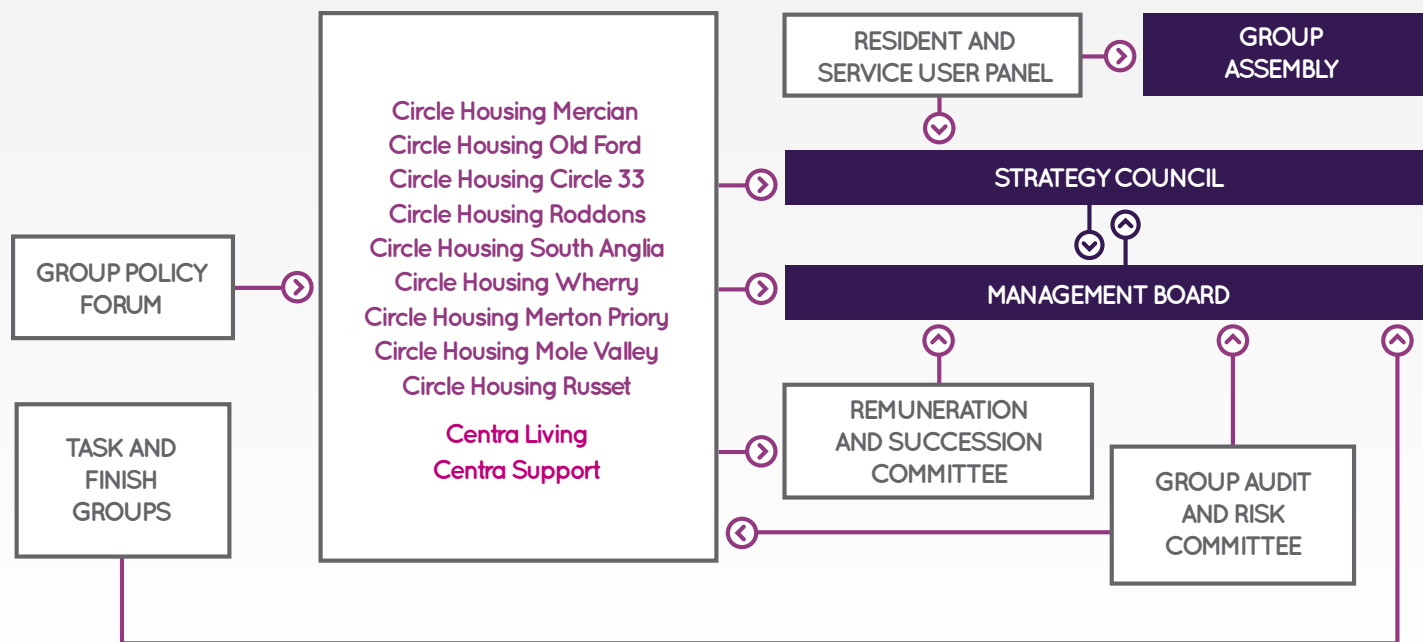 GROUP POLICY
FORUM
TASK AND
FINISH
GROUPS
Circle Housing Mercian
Circle Housing Old Ford
Circle Housing Circle 33
Circle Housing Roddons
Circle Housing South Anglia
Circle Housing Wherry
Circle Housing Merton Priory
Circle Housing Mole Valley
Circle Housing Russet
Centra Living
Centra Support
RESIDENT AND
SERVICE USER PANEL
GROUP
ASSEMBLY
STRATEGY COUNCIL
MANAGEMENT BOARD
REMUNERATION
AND SUCCESSION
COMMITTEE
GROUP AUDIT
AND RISK
COMMITTEE